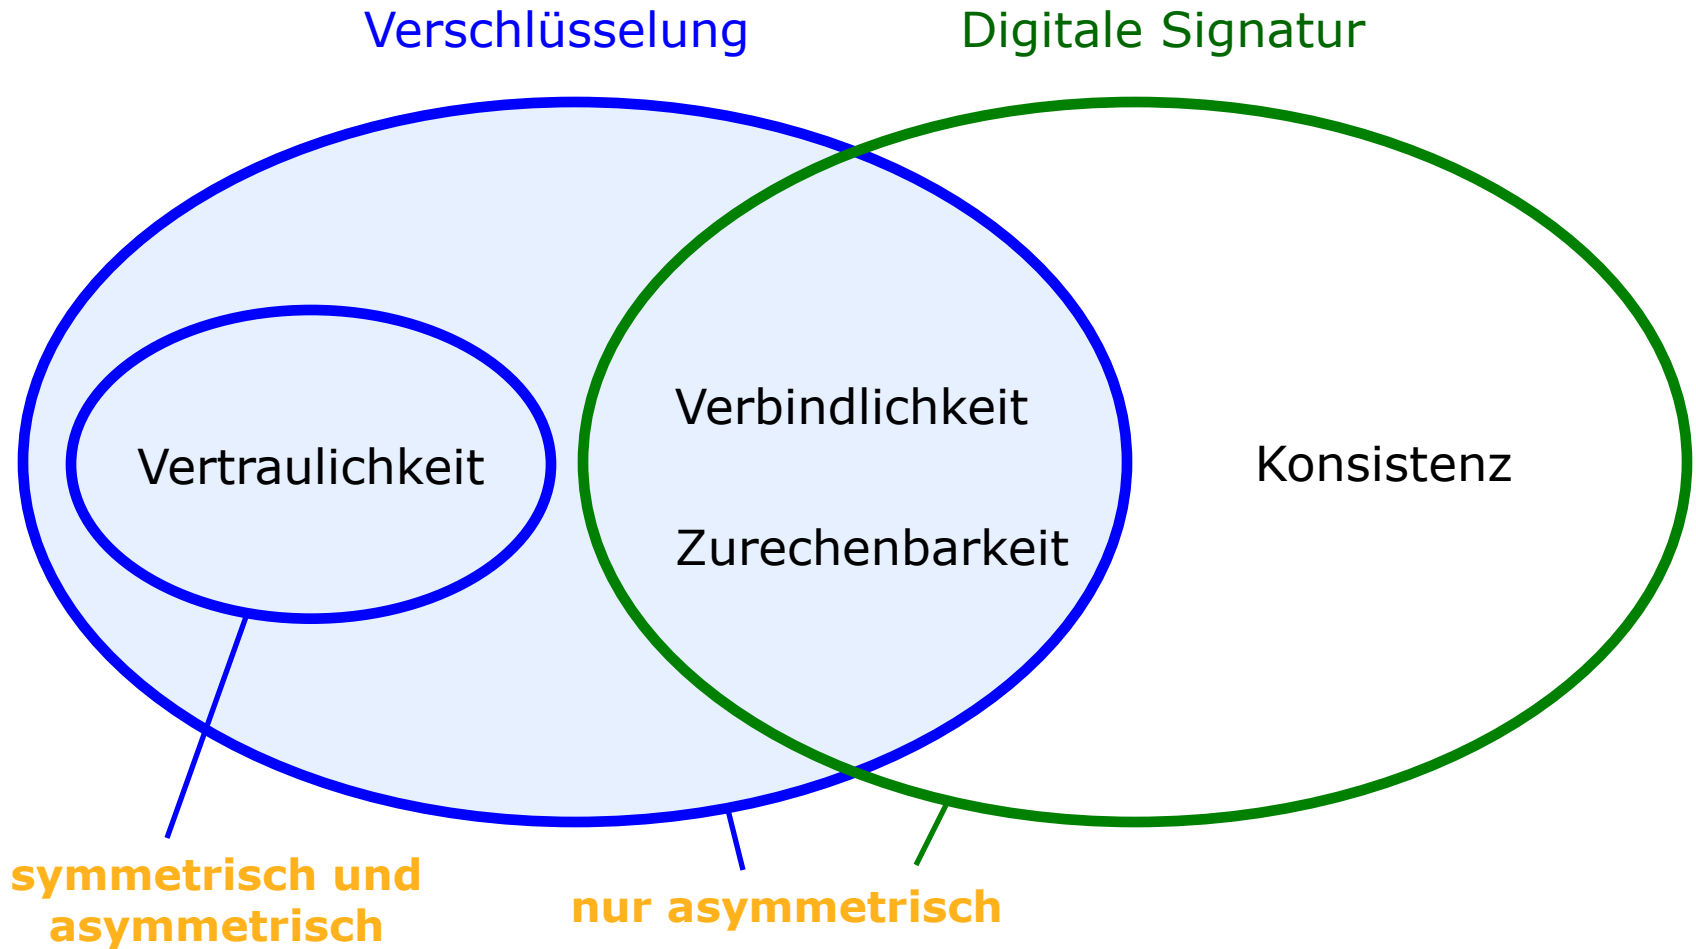 Verschlüsselung
Digitale Signatur
Vertraulichkeit
Verbindlichkeit
Zurechenbarkeit
Konsistenz
symmetrisch und
asymmetrisch
nur asymmetrisch